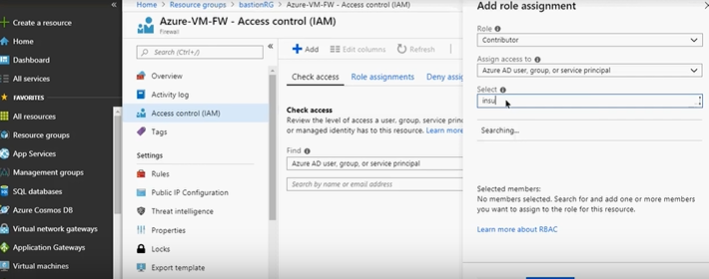 Create a resource
Home
Dashboard
All services
FAVORITES
All resources
Resource groups
App Services
Management groups
SQL databases
Azure Cosmos DB
Virtual network gateways
Application Gateways
Virtual machines
Home > Resource groups > bastionRG > Azure-VM-FW - Access control (IAM)
Azure-VM-FW - Access control (IAM)
Firewall
Search (Ctrl+/)
Overview
Activity log
Access control (IAM)
Tags
Settings
Rules
Public IP Configuration
Threat intelligence
Properties
Locks
Export template
Add
Edit columns
Refresh
Check access
Role assignments
Deny assig
Check access
Review the level of access a user, group, service prin
or managed identity has to this resource. Learn more
Find
Azure AD user, group, or service principal
Search by name or email address
Add role assignment
Role
Contributor
Assign access to
Azure AD user, group, or service principal
Select
insu
Searching...
Selected members:
No members selected. Search for and add one or more members
you want to assign to the role for this resource.
Learn more about RBAC